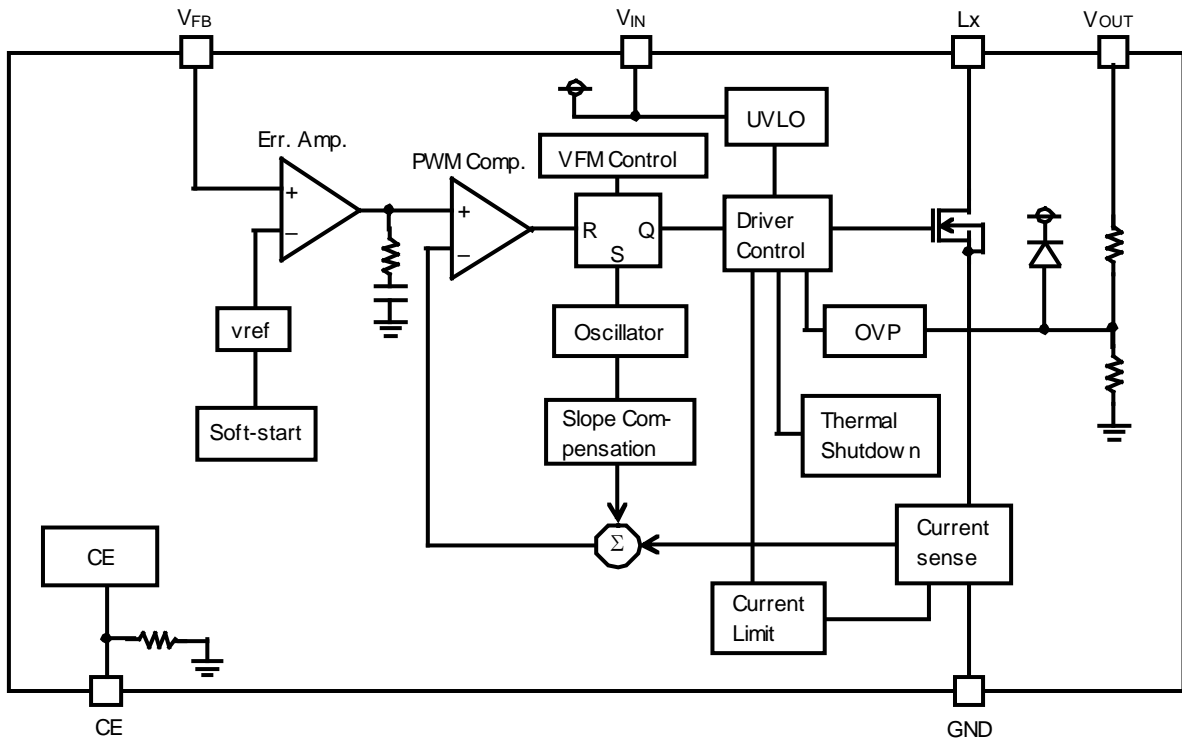 VFB
VIN
Lx
VOUT
UVLO
Err. Amp.
PWM Comp.
VFM Control
+
−
+
−
R
Q
S
Driver
Control
vref
Oscillator
OVP
Soft-start
Slope Com-
pensation
Thermal
Shutdown
CE
Σ
Current
sense
Current
Limit
CE
GND